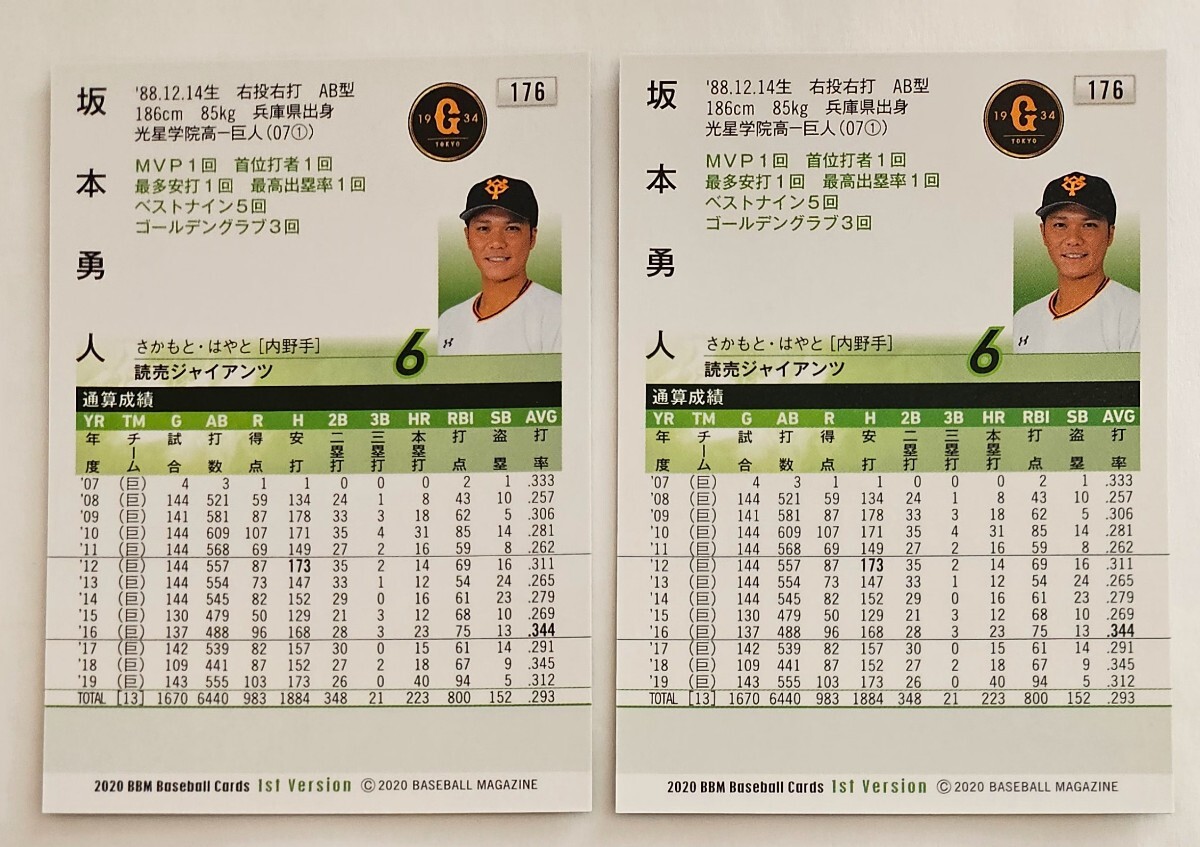 坂本勇人
'88.12.14生 右投右打 AB型
186cm 85kg 兵庫県出身
光星学院高ー巨人(07①)
MVP1回 首位打者1回
最多安打1回 最高出塁率1回
ベストナイン5回
ゴールデングラブ3回
19 G 34
TOKYO
176
さかもと・はやと [内野手]
読売ジャイアンツ
6
通算成績
YR TM G AB R H 2B 3B HR RBI SB AVG
年度 チーム 試合 打数 得点 安打 二塁打 三塁打 本塁打 打点 盗塁 打率
'07 (巨) 4 3 1 1 0 0 0 2 1 .333
'08 (巨) 144 521 59 134 24 1 8 43 10 .257
'09 (巨) 141 581 87 178 33 3 18 62 5 .306
'10 (巨) 144 609 107 171 35 4 31 85 14 .281
'11 (巨) 144 568 69 149 27 2 16 59 8 .262
'12 (巨) 144 557 87 173 35 2 14 69 16 .311
'13 (巨) 144 554 73 147 33 1 12 54 24 .265
'14 (巨) 144 545 82 152 29 0 16 61 23 .279
'15 (巨) 130 479 50 129 21 3 12 68 10 .269
'16 (巨) 137 488 96 168 28 3 23 75 13 .344
'17 (巨) 142 539 82 157 30 0 15 61 14 .291
'18 (巨) 109 441 87 152 27 2 18 67 9 .345
'19 (巨) 143 555 103 173 26 0 40 94 5 .312
TOTAL [13] 1670 6440 983 1884 348 21 223 800 152 .293
2020 BBM Baseball Cards 1st Version ©2020 BASEBALL MAGAZINE
坂本勇人
'88.12.14生 右投右打 AB型
186cm 85kg 兵庫県出身
光星学院高ー巨人(07①)
MVP1回 首位打者1回
最多安打1回 最高出塁率1回
ベストナイン5回
ゴールデングラブ3回
19 G 34
TOKYO
176
さかもと・はやと [内野手]
読売ジャイアンツ
6
通算成績
YR TM G AB R H 2B 3B HR RBI SB AVG
年度 チーム 試合 打数 得点 安打 二塁打 三塁打 本塁打 打点 盗塁 打率
'07 (巨) 4 3 1 1 0 0 0 2 1 .333
'08 (巨) 144 521 59 134 24 1 8 43 10 .257
'09 (巨) 141 581 87 178 33 3 18 62 5 .306
'10 (巨) 144 609 107 171 35 4 31 85 14 .281
'11 (巨) 144 568 69 149 27 2 16 59 8 .262
'12 (巨) 144 557 87 173 35 2 14 69 16 .311
'13 (巨) 144 554 73 147 33 1 12 54 24 .265
'14 (巨) 144 545 82 152 29 0 16 61 23 .279
'15 (巨) 130 479 50 129 21 3 12 68 10 .269
'16 (巨) 137 488 96 168 28 3 23 75 13 .344
'17 (巨) 142 539 82 157 30 0 15 61 14 .291
'18 (巨) 109 441 87 152 27 2 18 67 9 .345
'19 (巨) 143 555 103 173 26 0 40 94 5 .312
TOTAL [13] 1670 6440 983 1884 348 21 223 800 152 .293
2020 BBM Baseball Cards 1st Version ©2020 BASEBALL MAGAZINE